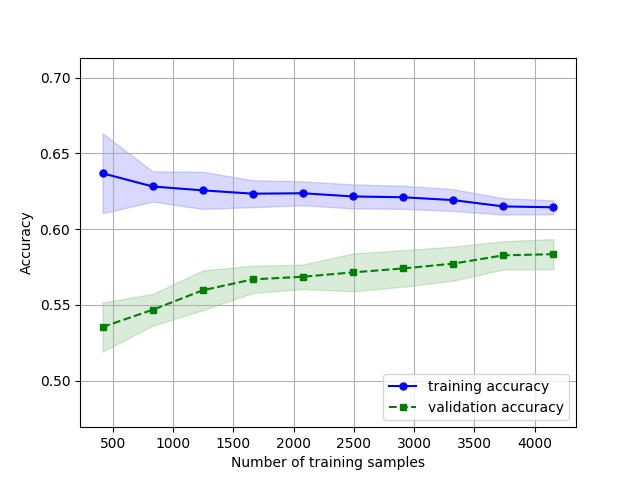 0.70
0.65
0.60
0.55
0.50
Accuracy
training accuracy
validation accuracy
500 1000 1500 2000 2500 3000 3500 4000
Number of training samples